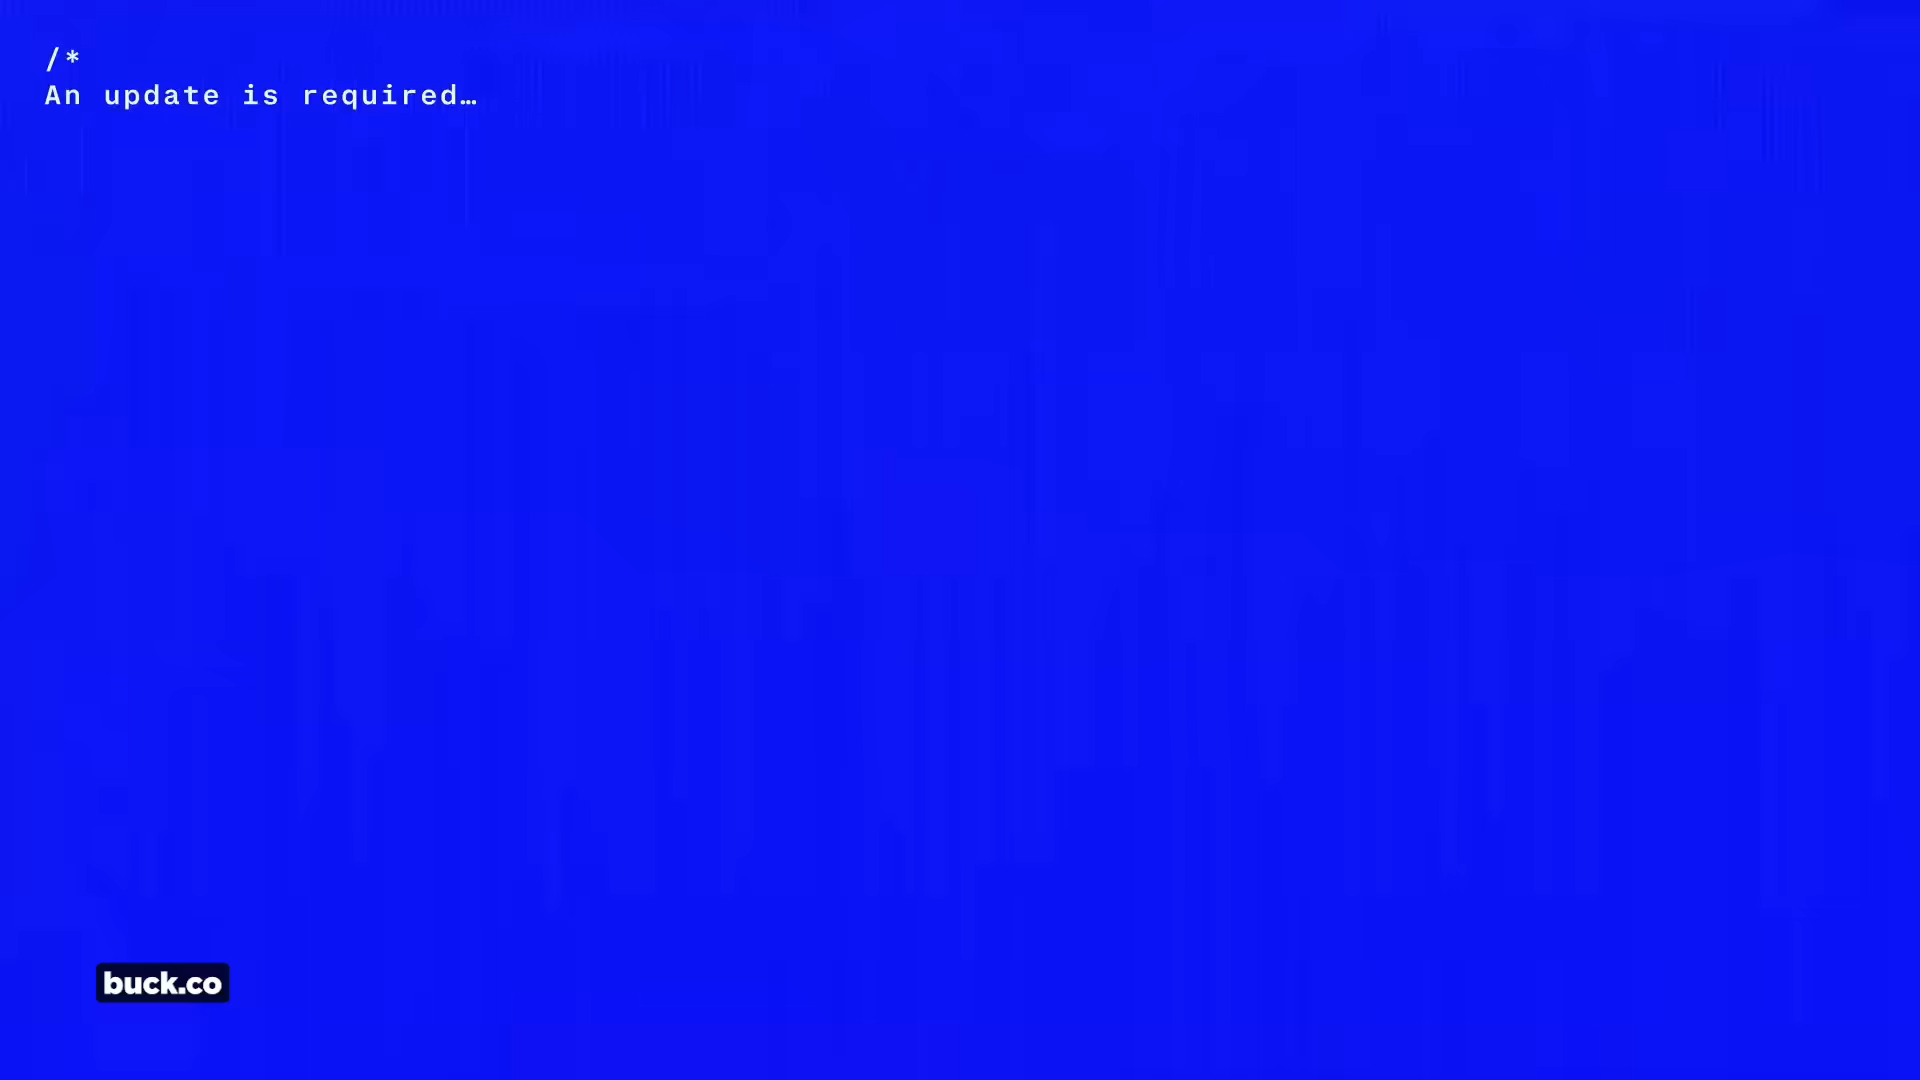 /*
An update is required…
buck.co